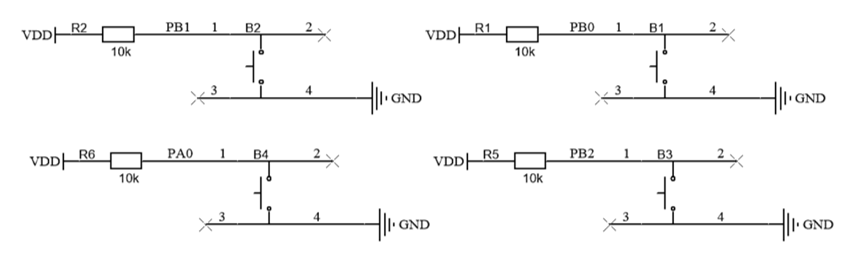 VDD R2 PB1 1 B2 2 VDD R1 PB0 1 B1 2
10k 10k
3 4 GND 3 4 GND
VDD R6 PA0 1 B4 2 VDD R5 PB2 1 B3 2
10k 10k
3 4 GND 3 4 GND